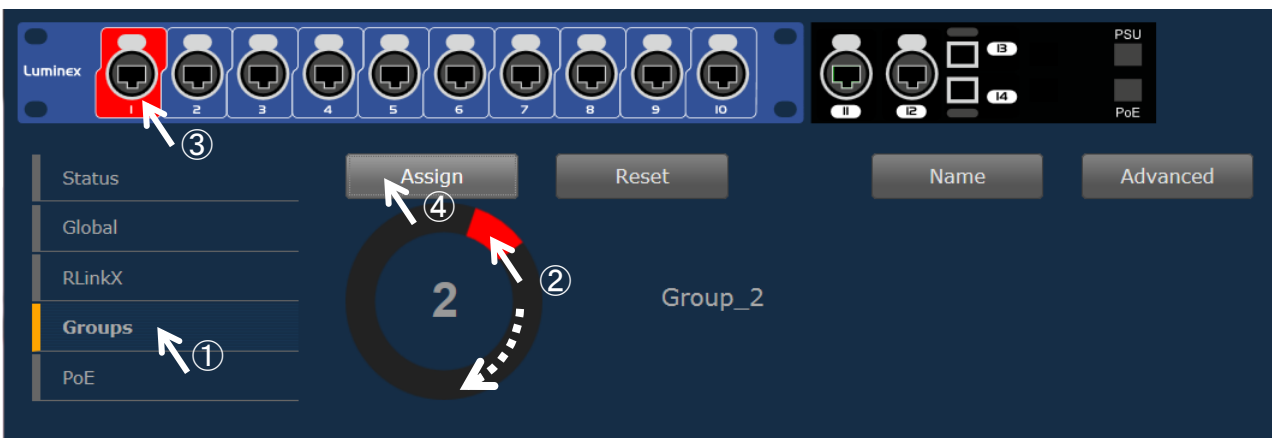 Luminex
1 2 3 4 5 6 7 8 9 10
11 12
13
14
PSU
PoE
③
Status
Global
RLinkX
Groups
PoE
①
Assign
Reset
Name
Advanced
④
②
2
Group_2